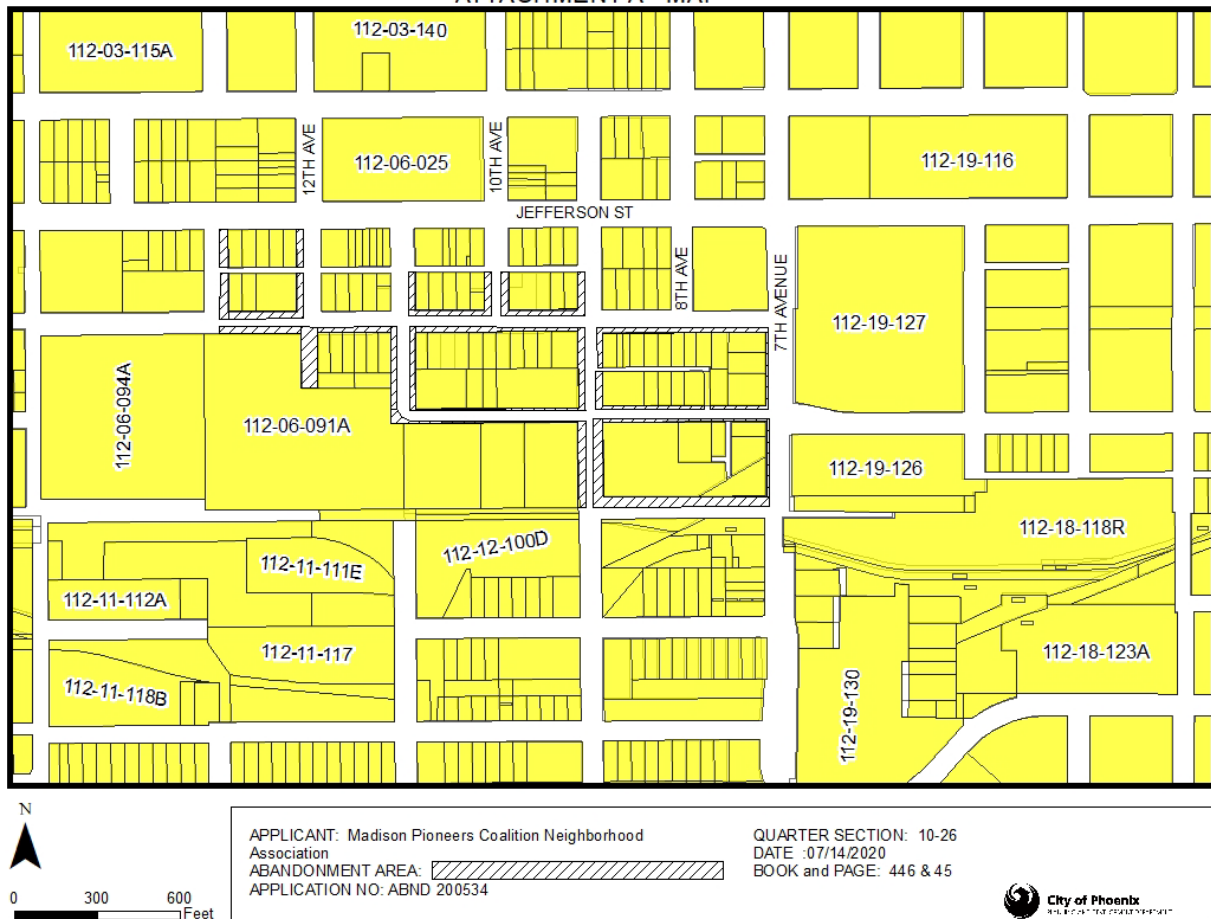 ATTACHMENT A - MAP
112-03-115A
112-03-140
12TH AVE
112-06-025
10TH AVE
112-19-116
JEFFERSON ST
8TH AVE
7TH AVENUE
112-19-127
112-06-094A
112-06-091A
112-19-126
112-12-100D
112-18-118R
112-11-111E
112-11-112A
112-11-117
112-18-123A
112-11-118B
112-19-130
N
0 300 600
Feet
APPLICANT: Madison Pioneers Coalition Neighborhood
Association
ABANDONMENT AREA:
APPLICATION NO: ABND 200534
QUARTER SECTION: 10-26
DATE :07/14/2020
BOOK and PAGE: 446 & 45
City of Phoenix